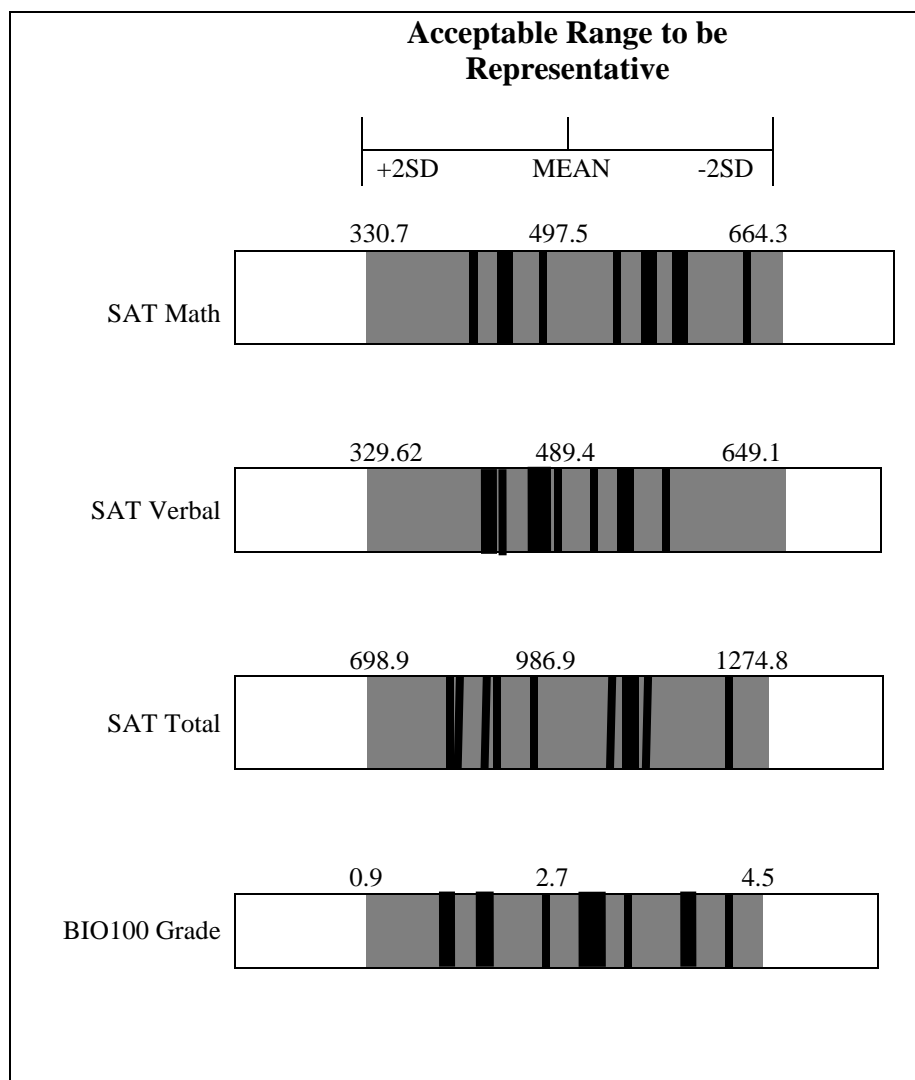 Acceptable Range to be
Representative
+2SD MEAN -2SD
330.7 497.5 664.3
SAT Math
329.62 489.4 649.1
SAT Verbal
698.9 986.9 1274.8
SAT Total
0.9 2.7 4.5
BIO100 Grade